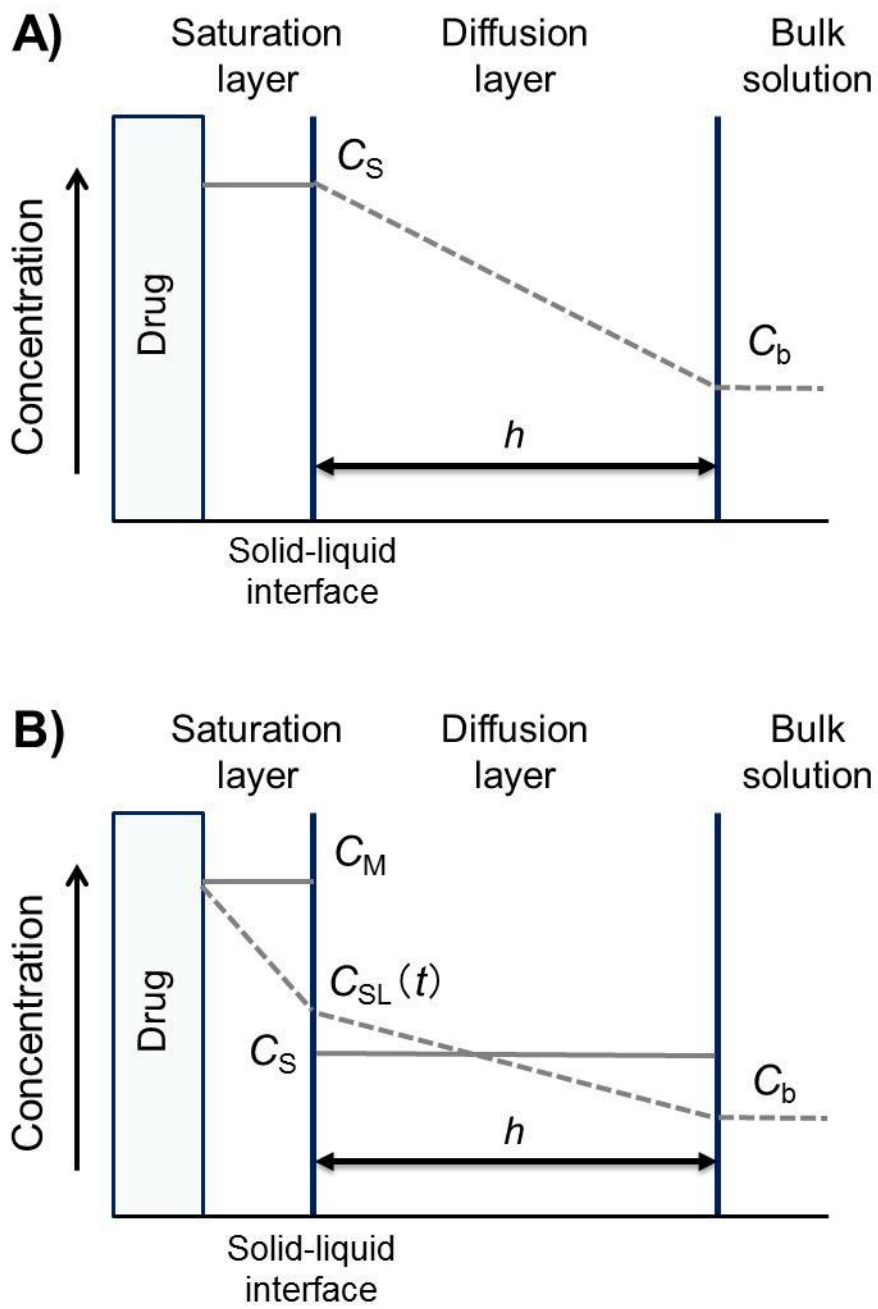 A)
Saturation
layer
Diffusion
layer
Bulk
solution
Concentration
Drug
CS
Cb
h
Solid-liquid
interface
B)
Saturation
layer
Diffusion
layer
Bulk
solution
Concentration
Drug
CM
CSL (t)
CS
Cb
h
Solid-liquid
interface